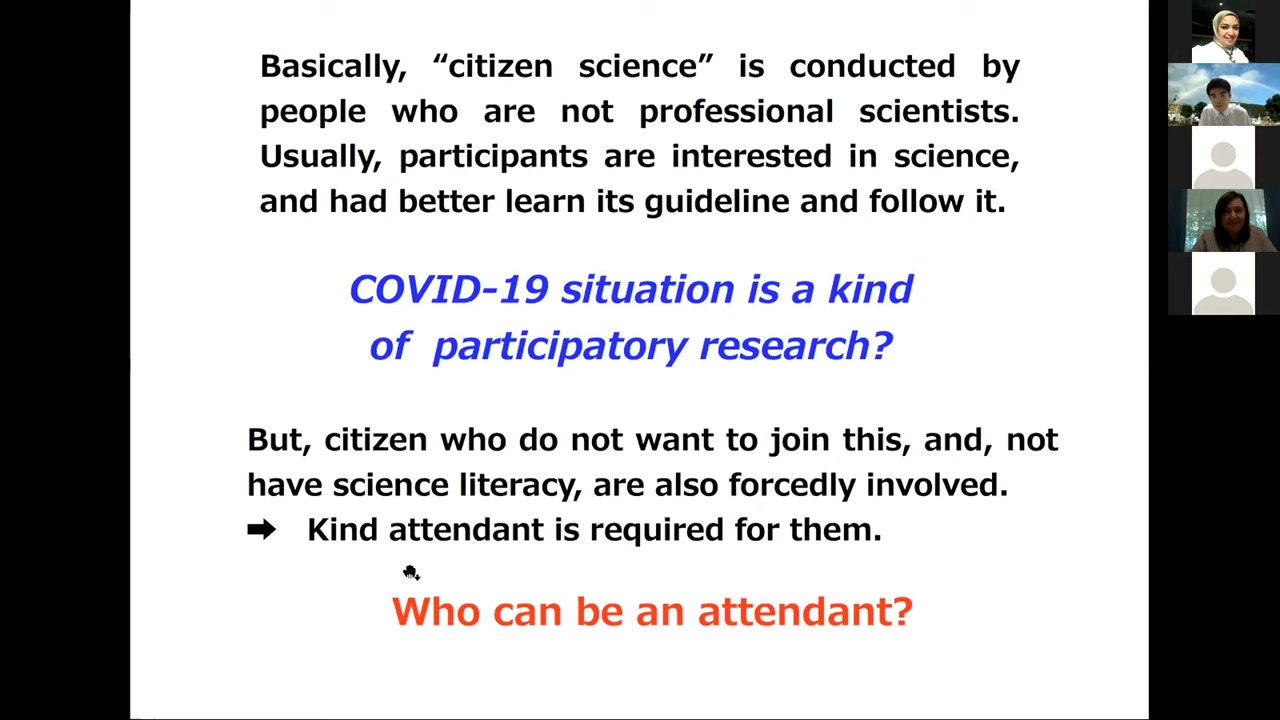 Basically, “citizen science” is conducted by
people who are not professional scientists.
Usually, participants are interested in science,
and had better learn its guideline and follow it.
COVID-19 situation is a kind
of participatory research?
But, citizen who do not want to join this, and, not
have science literacy, are also forcedly involved.
➡ Kind attendant is required for them.
Who can be an attendant?